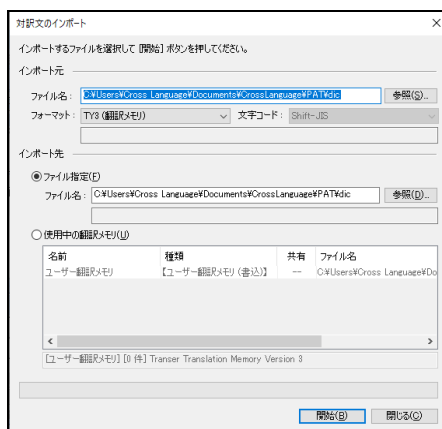 対訳文のインポート
インポートするファイルを選択して [開始] ボタンを押してください。
インポート元
ファイル名： C:¥Users¥Cross Language¥Documents¥CrossLanguage¥PAT¥dic 参照(S)...
フォーマット： TY3 (翻訳メモリ) 文字コード： Shift-JIS
インポート先
ファイル指定(F)
ファイル名： C:¥Users¥Cross Language¥Documents¥CrossLanguage¥PAT¥dic 参照(D)...
使用中の翻訳メモリ(U)
名前 種類 共有 ファイル名
ユーザー翻訳メモリ 【ユーザー翻訳メモリ (書込)】 -- C:¥Users¥Cross Language¥Do
[ユーザー翻訳メモリ] [0 件] Transer Translation Memory Version 3
開始(B) 閉じる(C)